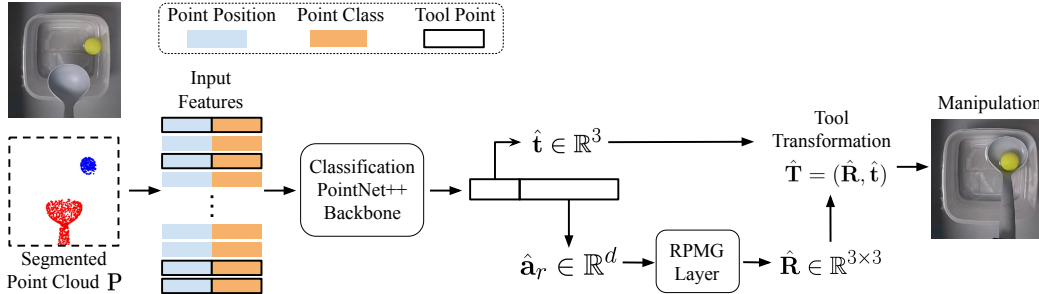 Point Position Point Class Tool Point
Input
Features
Segmented
Point Cloud P
Classification
PointNet++
Backbone
t̂ ∈ ℝ³
â_r ∈ ℝ^d
RPMG
Layer
R̂ ∈ ℝ^{3×3}
Tool
Transformation
T̂ = (R̂, t̂)
Manipulation